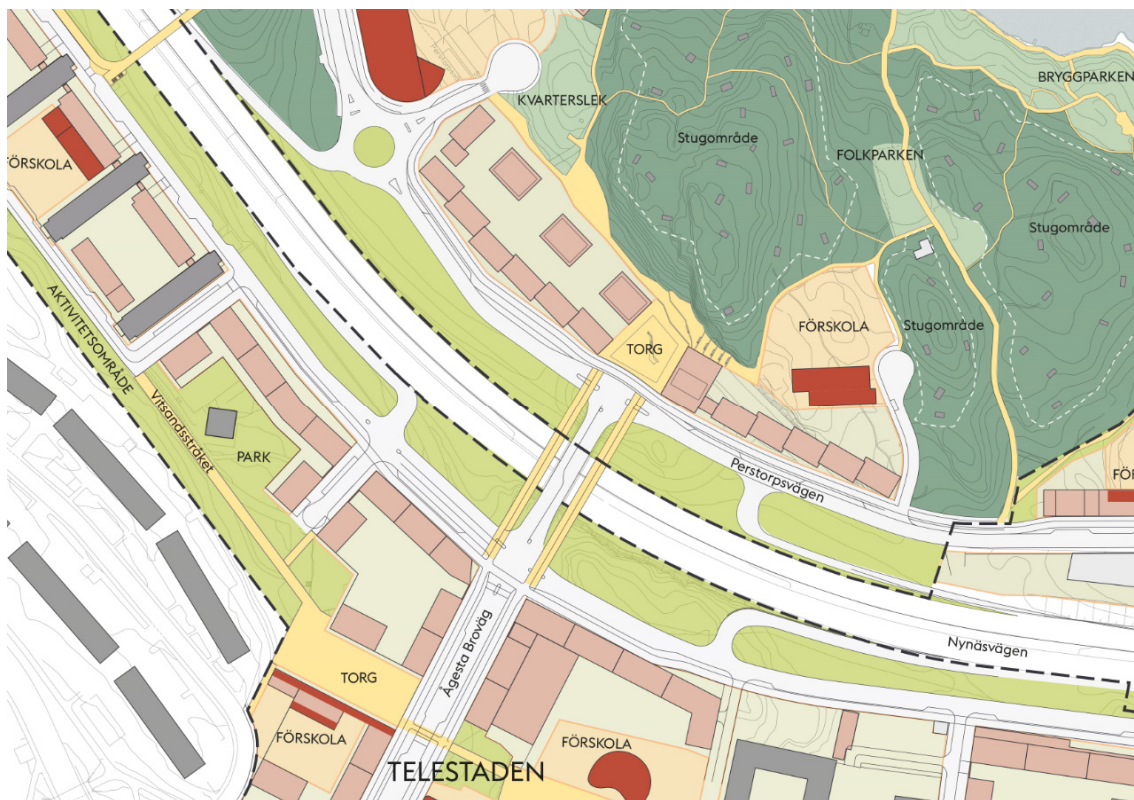 BRYGGPARKEN
KVARTERSLEK
Stugområde
FOLKPARKEN
FÖRSKOLA
Stugområde
AKTIVITETSOMRÅDE
FÖRSKOLA
Stugområde
TORG
Vitsandsstråket
PARK
Perstorpsvägen
Nynäsvägen
Ågesta Broväg
TORG
FÖRSKOLA
FÖRSKOLA
TELESTADEN